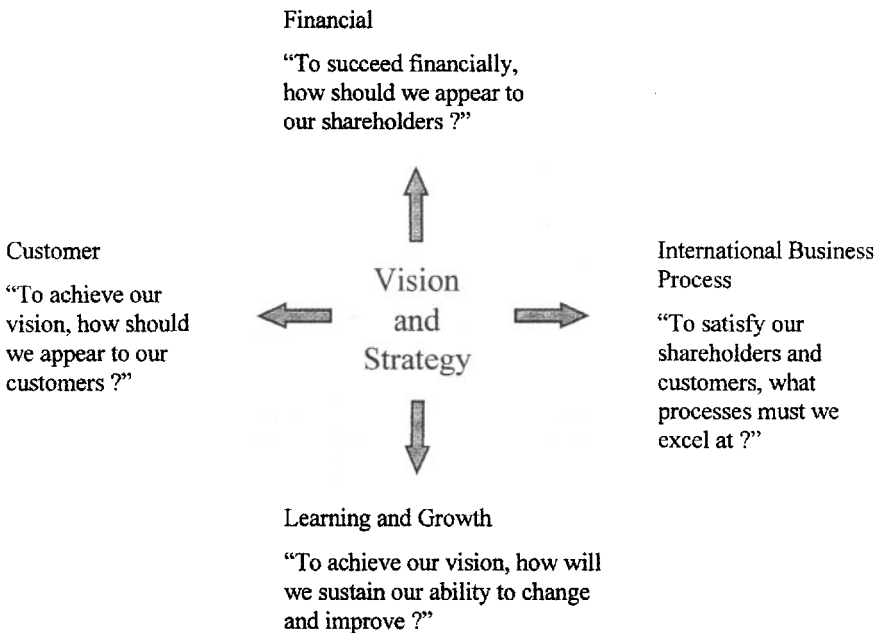 Financial
“To succeed financially,
how should we appear to
our shareholders ?”
Customer
“To achieve our
vision, how should
we appear to our
customers ?”
Vision
and
Strategy
International Business
Process
“To satisfy our
shareholders and
customers, what
processes must we
excel at ?”
Learning and Growth
“To achieve our vision, how will
we sustain our ability to change
and improve ?”